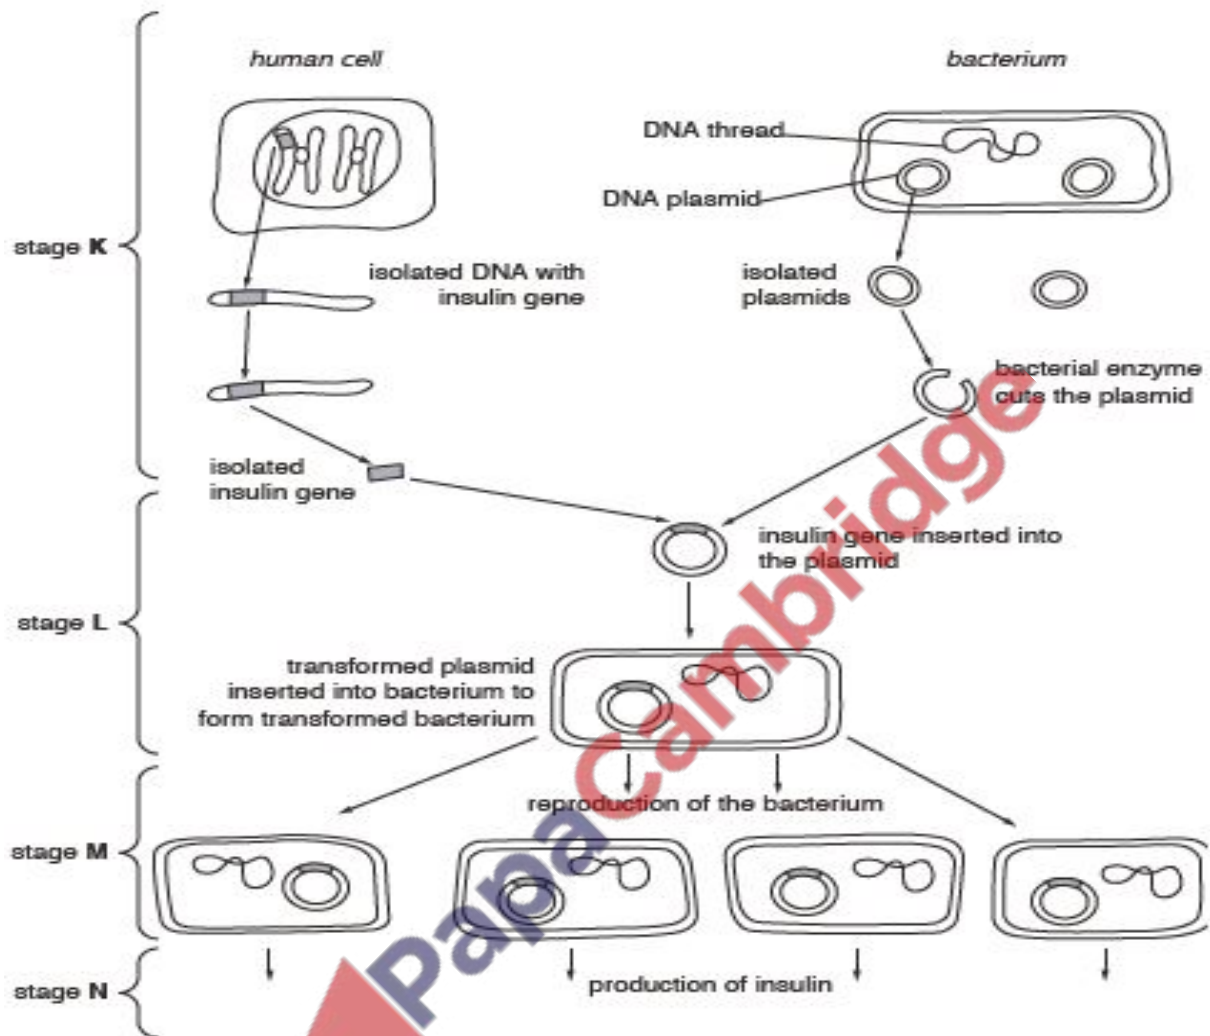 human cell
bacterium
DNA thread
DNA plasmid
stage K
isolated DNA with
insulin gene
isolated
plasmids
bacterial enzyme
cuts the plasmid
isolated
insulin gene
insulin gene inserted into
the plasmid
stage L
transformed plasmid
inserted into bacterium to
form transformed bacterium
reproduction of the bacterium
stage M
production of insulin
stage N
PapaCambridge